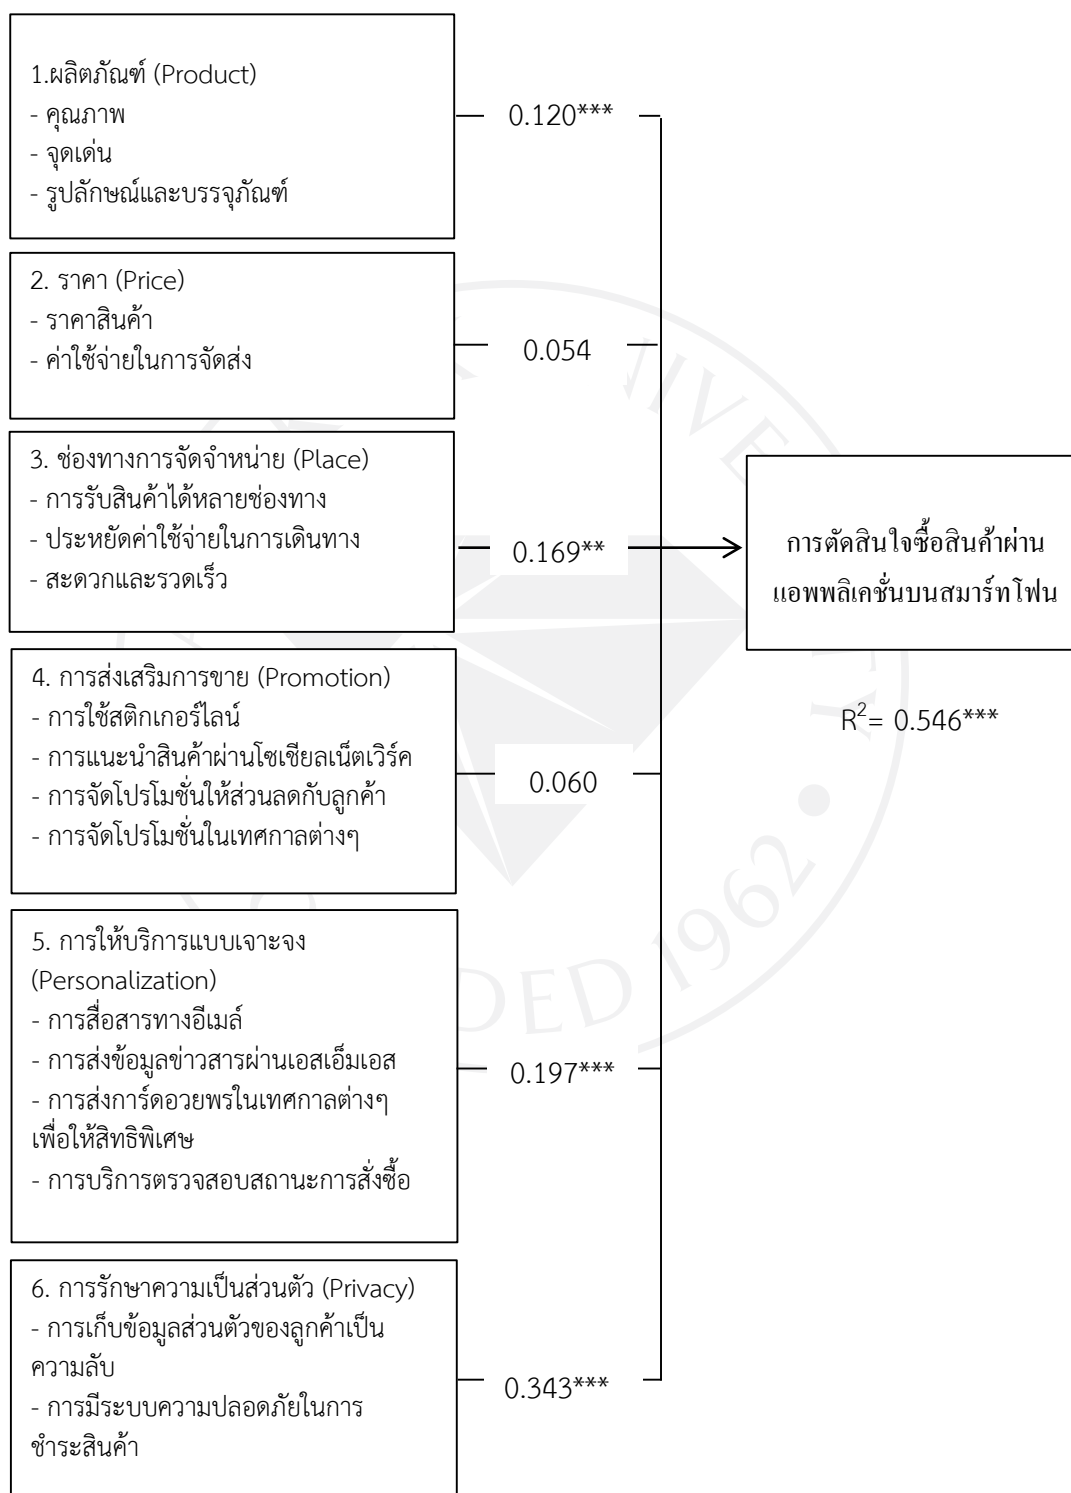 1.ผลิตภัณฑ์ (Product)
- คุณภาพ
- จุดเด่น
- รูปลักษณ์และบรรจุภัณฑ์
0.120***
2. ราคา (Price)
- ราคาสินค้า
- ค่าใช้จ่ายในการจัดส่ง
0.054
3. ช่องทางการจัดจำหน่าย (Place)
- การรับสินค้าได้หลายช่องทาง
- ประหยัดค่าใช้จ่ายในการเดินทาง
- สะดวกและรวดเร็ว
0.169**
การตัดสินใจซื้อสินค้าผ่าน
แอพพลิเคชั่นบนสมาร์ทโฟน
R²= 0.546***
4. การส่งเสริมการขาย (Promotion)
- การใช้สติกเกอร์ไลน์
- การแนะนำสินค้าผ่านโซเชียลเน็ตเวิร์ค
- การจัดโปรโมชั่นให้ส่วนลดกับลูกค้า
- การจัดโปรโมชั่นในเทศกาลต่างๆ
0.060
5. การให้บริการแบบเจาะจง
(Personalization)
- การสื่อสารทางอีเมล์
- การส่งข้อมูลข่าวสารผ่านเอสเอ็มเอส
- การส่งการ์ดอวยพรในเทศกาลต่างๆ
เพื่อให้สิทธิพิเศษ
- การบริการตรวจสอบสถานะการสั่งซื้อ
0.197***
6. การรักษาความเป็นส่วนตัว (Privacy)
- การเก็บข้อมูลส่วนตัวของลูกค้าเป็น
ความลับ
- การมีระบบความปลอดภัยในการ
ชำระสินค้า
0.343***
1962